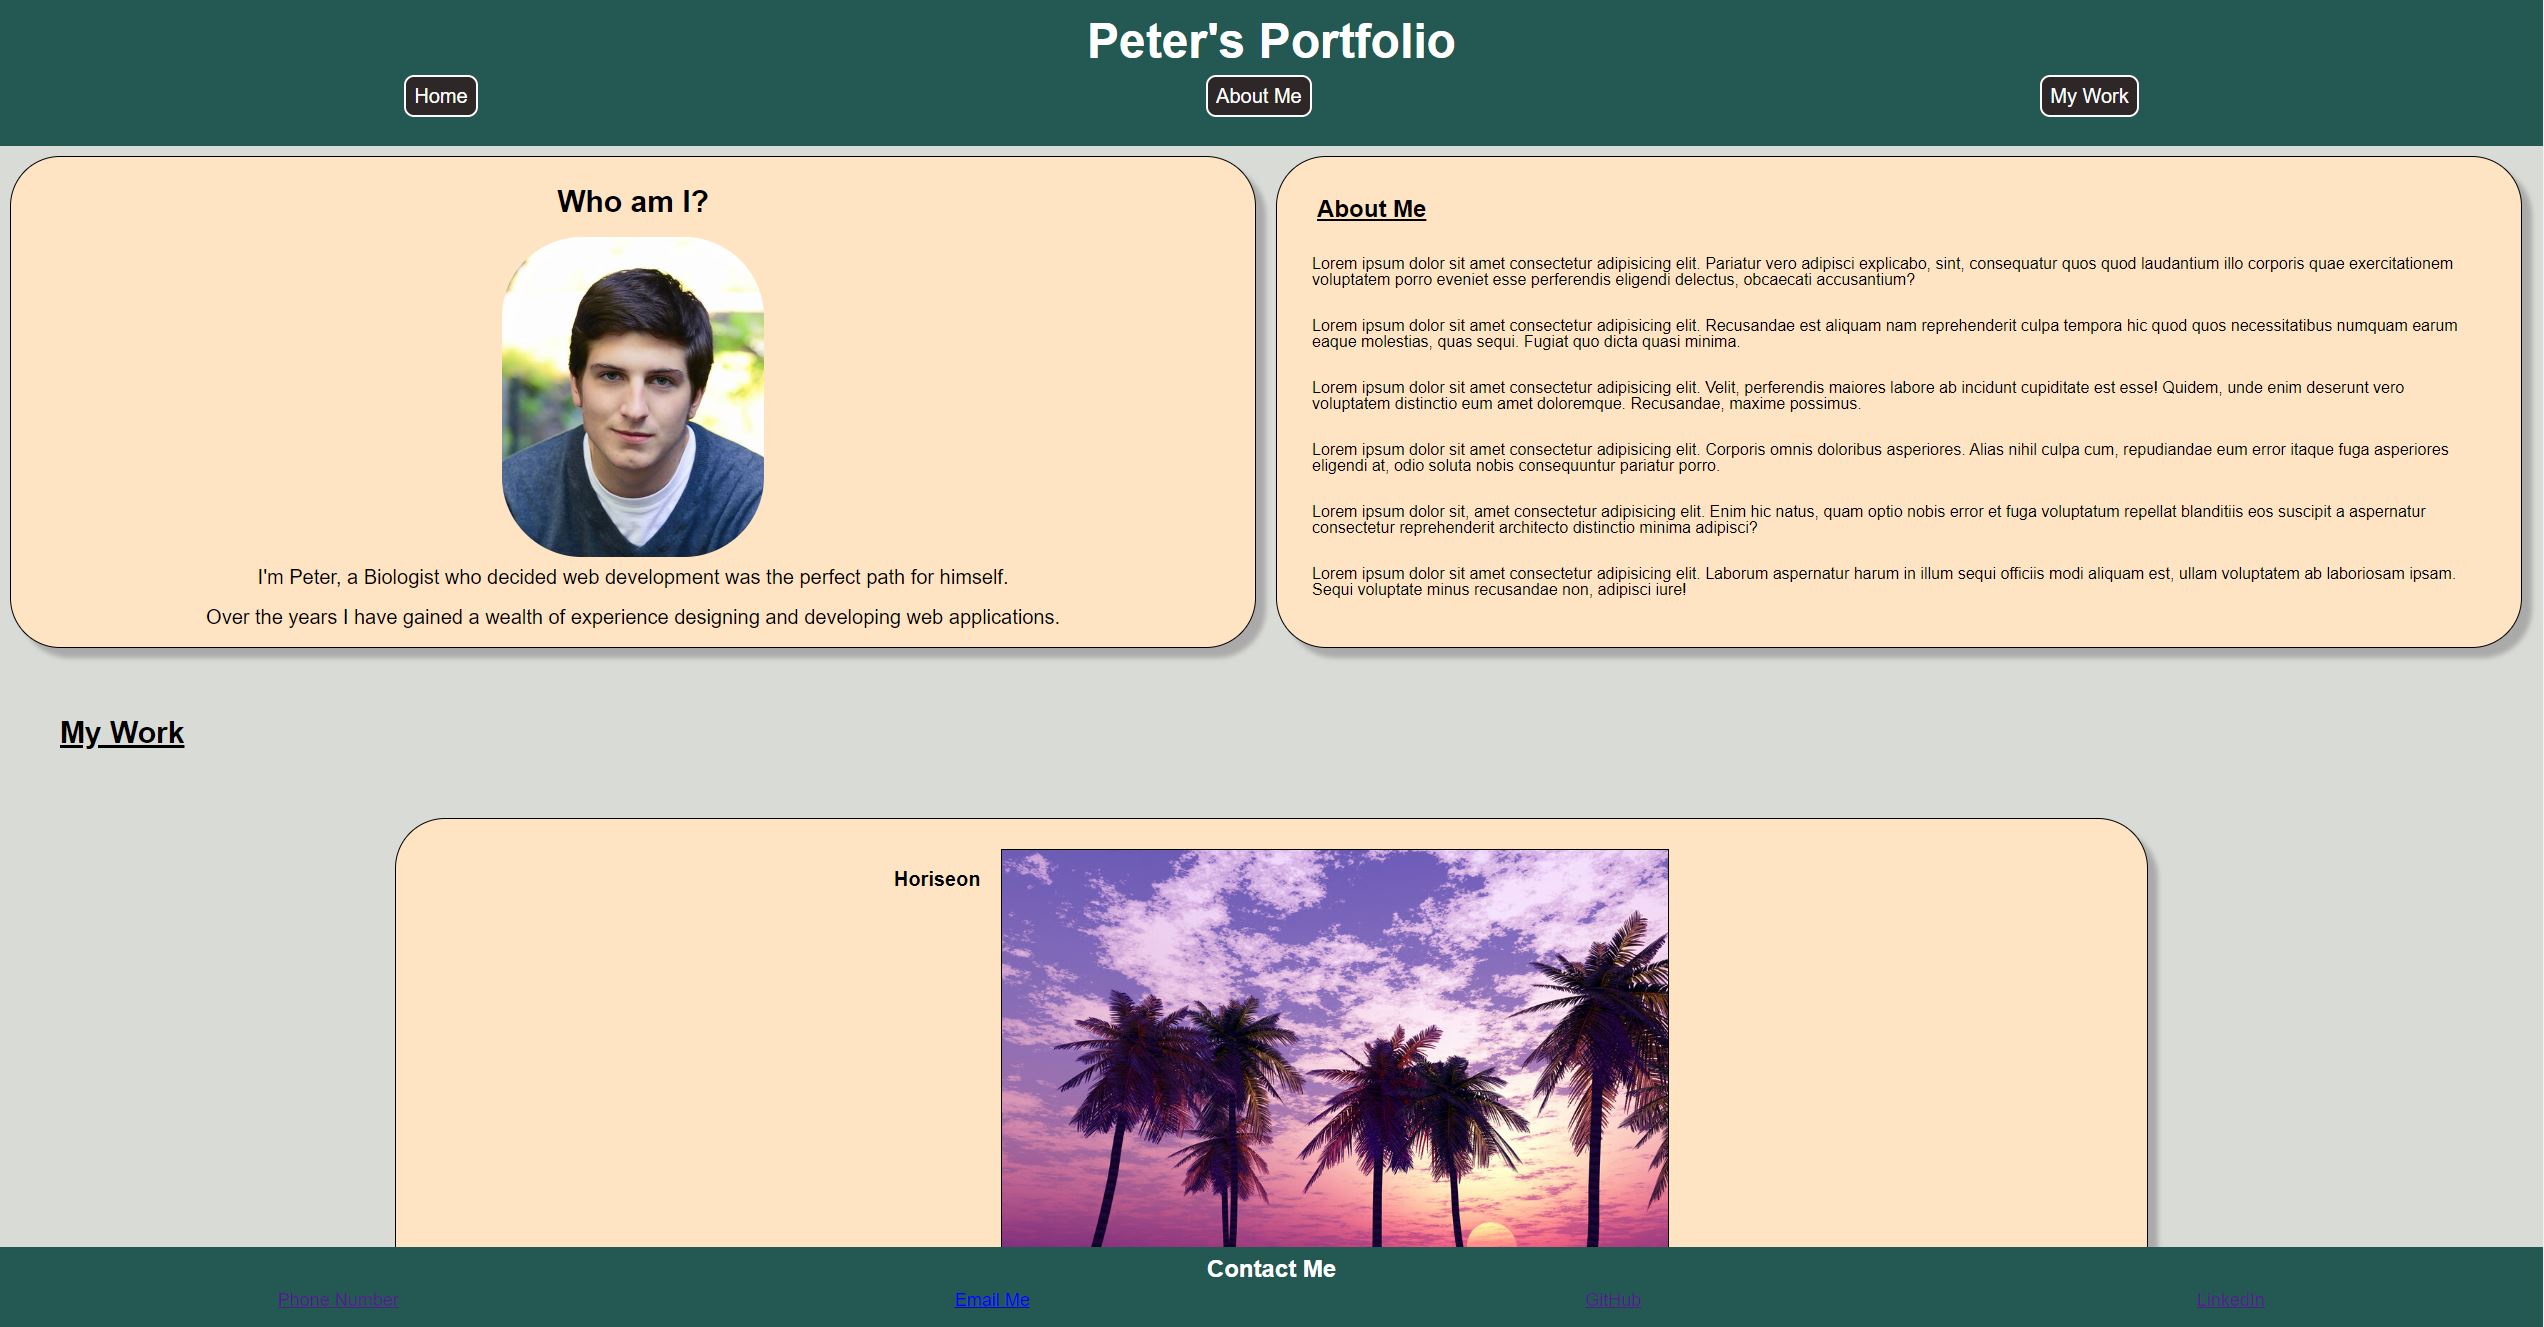 Peter's Portfolio
Home
About Me
My Work
Who am I?
I'm Peter, a Biologist who decided web development was the perfect path for himself.
Over the years I have gained a wealth of experience designing and developing web applications.
About Me
Lorem ipsum dolor sit amet consectetur adipisicing elit. Pariatur vero adipisci explicabo, sint, consequatur quos quod laudantium illo corporis quae exercitationem
voluptatem porro eveniet esse perferendis eligendi delectus, obcaecati accusantium?
Lorem ipsum dolor sit amet consectetur adipisicing elit. Recusandae est aliquam nam reprehenderit culpa tempora hic quod quos necessitatibus numquam earum
eaque molestias, quas sequi. Fugiat quo dicta quasi minima.
Lorem ipsum dolor sit amet consectetur adipisicing elit. Velit, perferendis maiores labore ab incidunt cupiditate est esse! Quidem, unde enim deserunt vero
voluptatem distinctio eum amet doloremque. Recusandae, maxime possimus.
Lorem ipsum dolor sit amet consectetur adipisicing elit. Corporis omnis doloribus asperiores. Alias nihil culpa cum, repudiandae eum error itaque fuga asperiores
eligendi at, odio soluta nobis consequuntur pariatur porro.
Lorem ipsum dolor sit, amet consectetur adipisicing elit. Enim hic natus, quam optio nobis error et fuga voluptatum repellat blanditiis eos suscipit a aspernatur
consectetur reprehenderit architecto distinctio minima adipisci?
Lorem ipsum dolor sit amet consectetur adipisicing elit. Laborum aspernatur harum in illum sequi officiis modi aliquam est, ullam voluptatem ab laboriosam ipsam.
Sequi voluptate minus recusandae non, adipisci iure!
My Work
Horiseon
Contact Me
Phone Number
Email Me
GitHub
LinkedIn